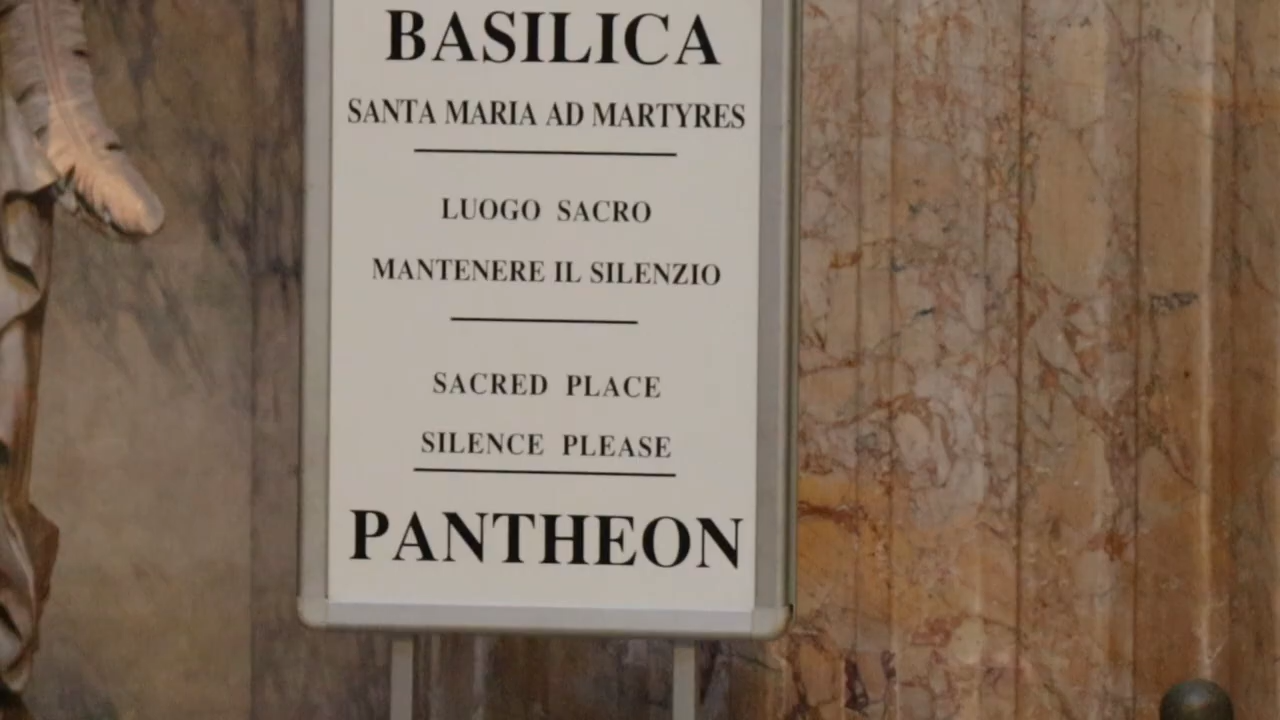 BASILICA
SANTA MARIA AD MARTYRES
LUOGO SACRO
MANTENERE IL SILENZIO
SACRED PLACE
SILENCE PLEASE
PANTHEON